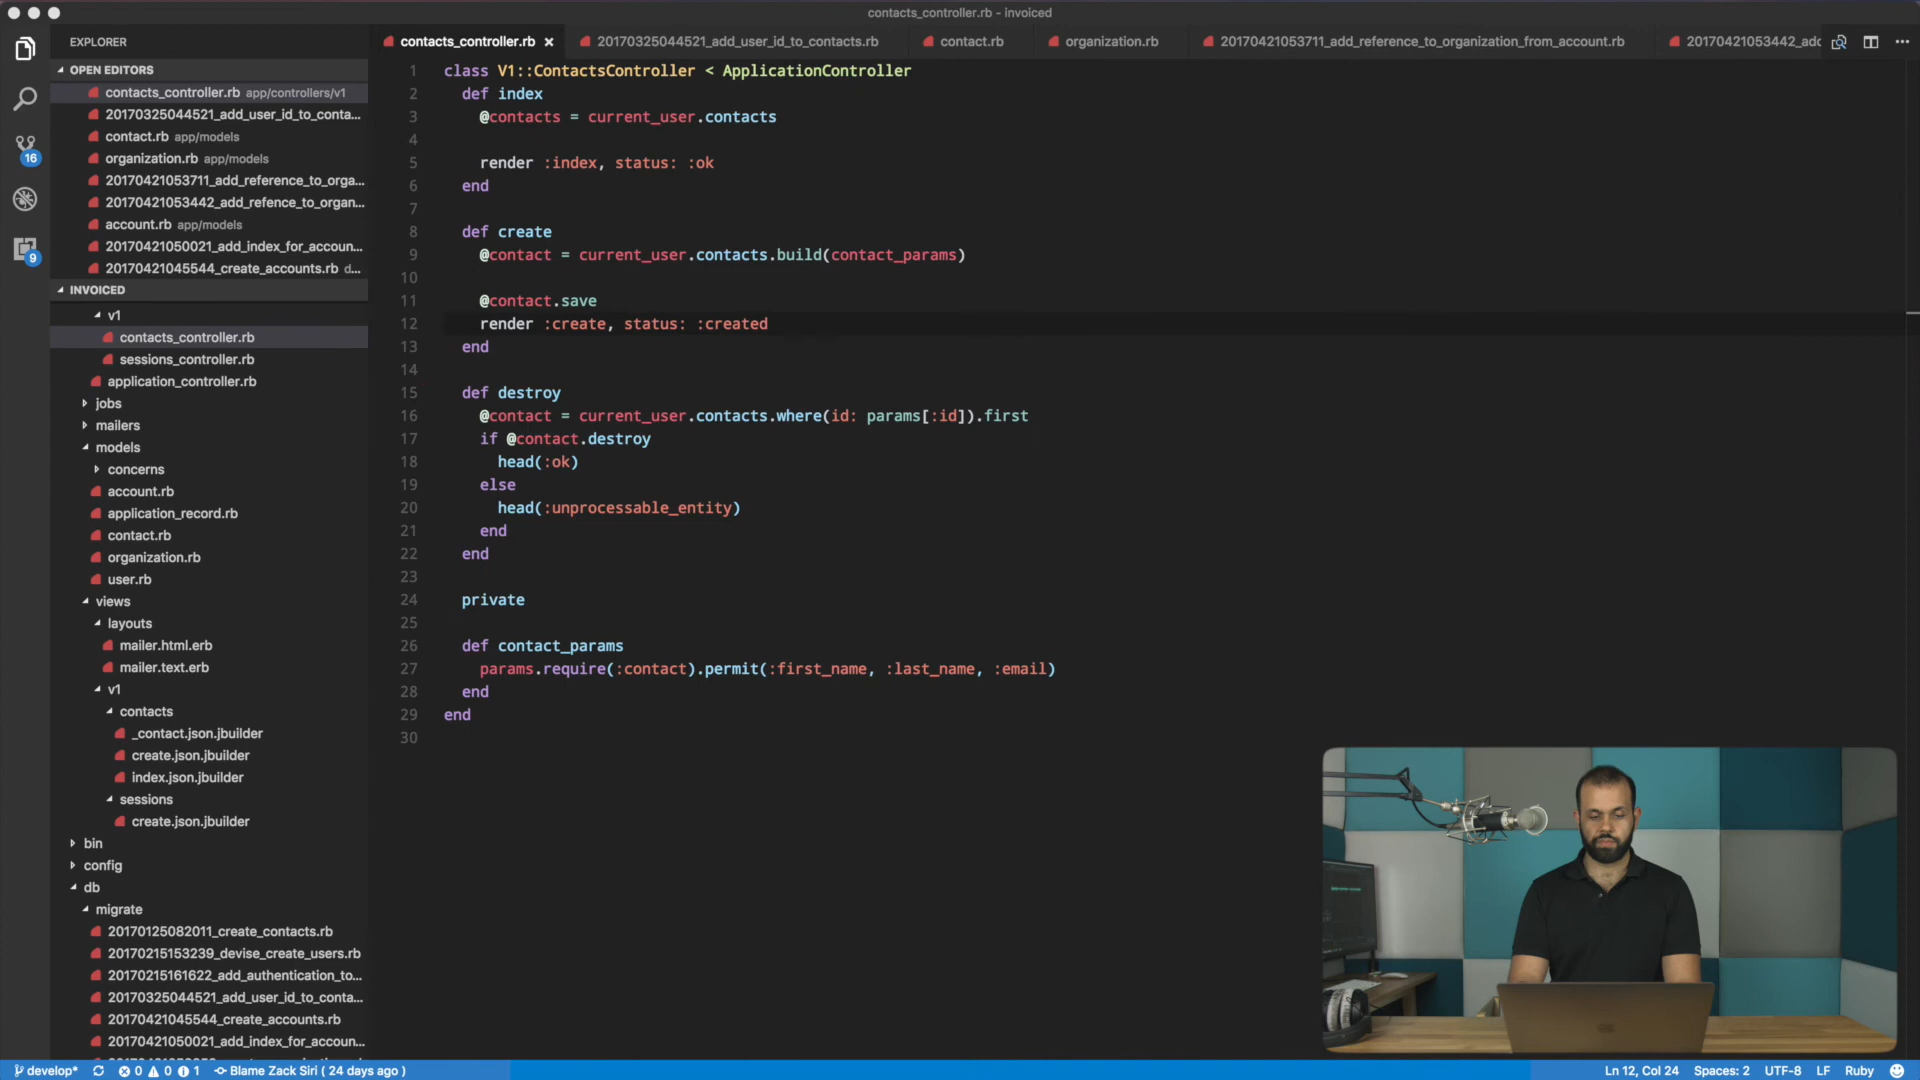 contacts_controller.rb - invoiced
EXPLORER
OPEN EDITORS
contacts_controller.rb app/controllers/v1
20170325044521_add_user_id_to_conta...
contact.rb app/models
organization.rb app/models
20170421053711_add_reference_to_orga...
20170421053442_add_refence_to_organ...
account.rb app/models
20170421050021_add_index_for_accoun...
20170421045544_create_accounts.rb d...
INVOICED
v1
contacts_controller.rb
sessions_controller.rb
application_controller.rb
jobs
mailers
models
concerns
account.rb
application_record.rb
contact.rb
organization.rb
user.rb
views
layouts
mailer.html.erb
mailer.text.erb
v1
contacts
_contact.json.jbuilder
create.json.jbuilder
index.json.jbuilder
sessions
create.json.jbuilder
bin
config
db
migrate
20170125082011_create_contacts.rb
20170215153239_devise_create_users.rb
20170215161622_add_authentication_to...
20170325044521_add_user_id_to_conta...
20170421045544_create_accounts.rb
20170421050021_add_index_for_accoun...
16
9
contacts_controller.rb
20170325044521_add_user_id_to_contacts.rb
contact.rb
organization.rb
20170421053711_add_reference_to_organization_from_account.rb
20170421053442_adc
1 class V1::ContactsController < ApplicationController
2 def index
3 @contacts = current_user.contacts
4
5 render :index, status: :ok
6 end
7
8 def create
9 @contact = current_user.contacts.build(contact_params)
10
11 @contact.save
12 render :create, status: :created
13 end
14
15 def destroy
16 @contact = current_user.contacts.where(id: params[:id]).first
17 if @contact.destroy
18 head(:ok)
19 else
20 head(:unprocessable_entity)
21 end
22 end
23
24 private
25
26 def contact_params
27 params.require(:contact).permit(:first_name, :last_name, :email)
28 end
29 end
30
develop* 0 0 1 Blame Zack Siri ( 24 days ago )
Ln 12, Col 24 Spaces: 2 UTF-8 LF Ruby